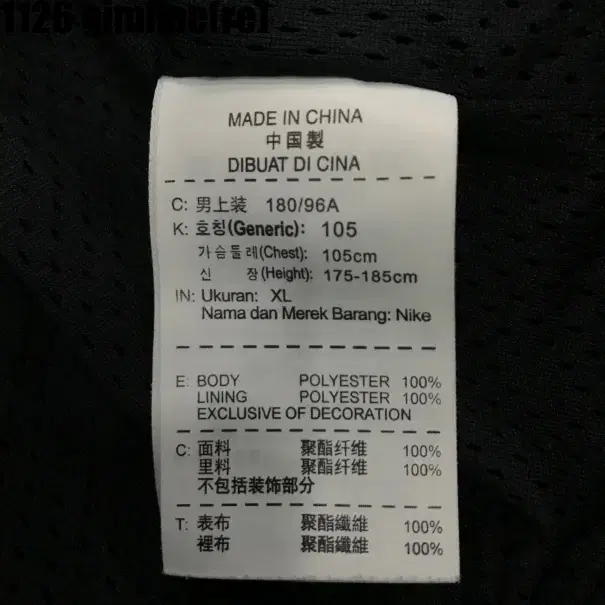 1126 girlfine[re]
MADE IN CHINA
中国製
DIBUAT DI CINA
C: 男上装 180/96A
K: 호칭(Generic): 105
가슴둘레(Chest): 105cm
신 장(Height): 175-185cm
IN: Ukuran: XL
Nama dan Merek Barang: Nike
E: BODY POLYESTER 100%
LINING POLYESTER 100%
EXCLUSIVE OF DECORATION
C: 面料 聚酯纤维 100%
里料 聚酯纤维 100%
不包括装饰部分
T: 表布 聚酯纖維 100%
裡布 聚酯纖維 100%